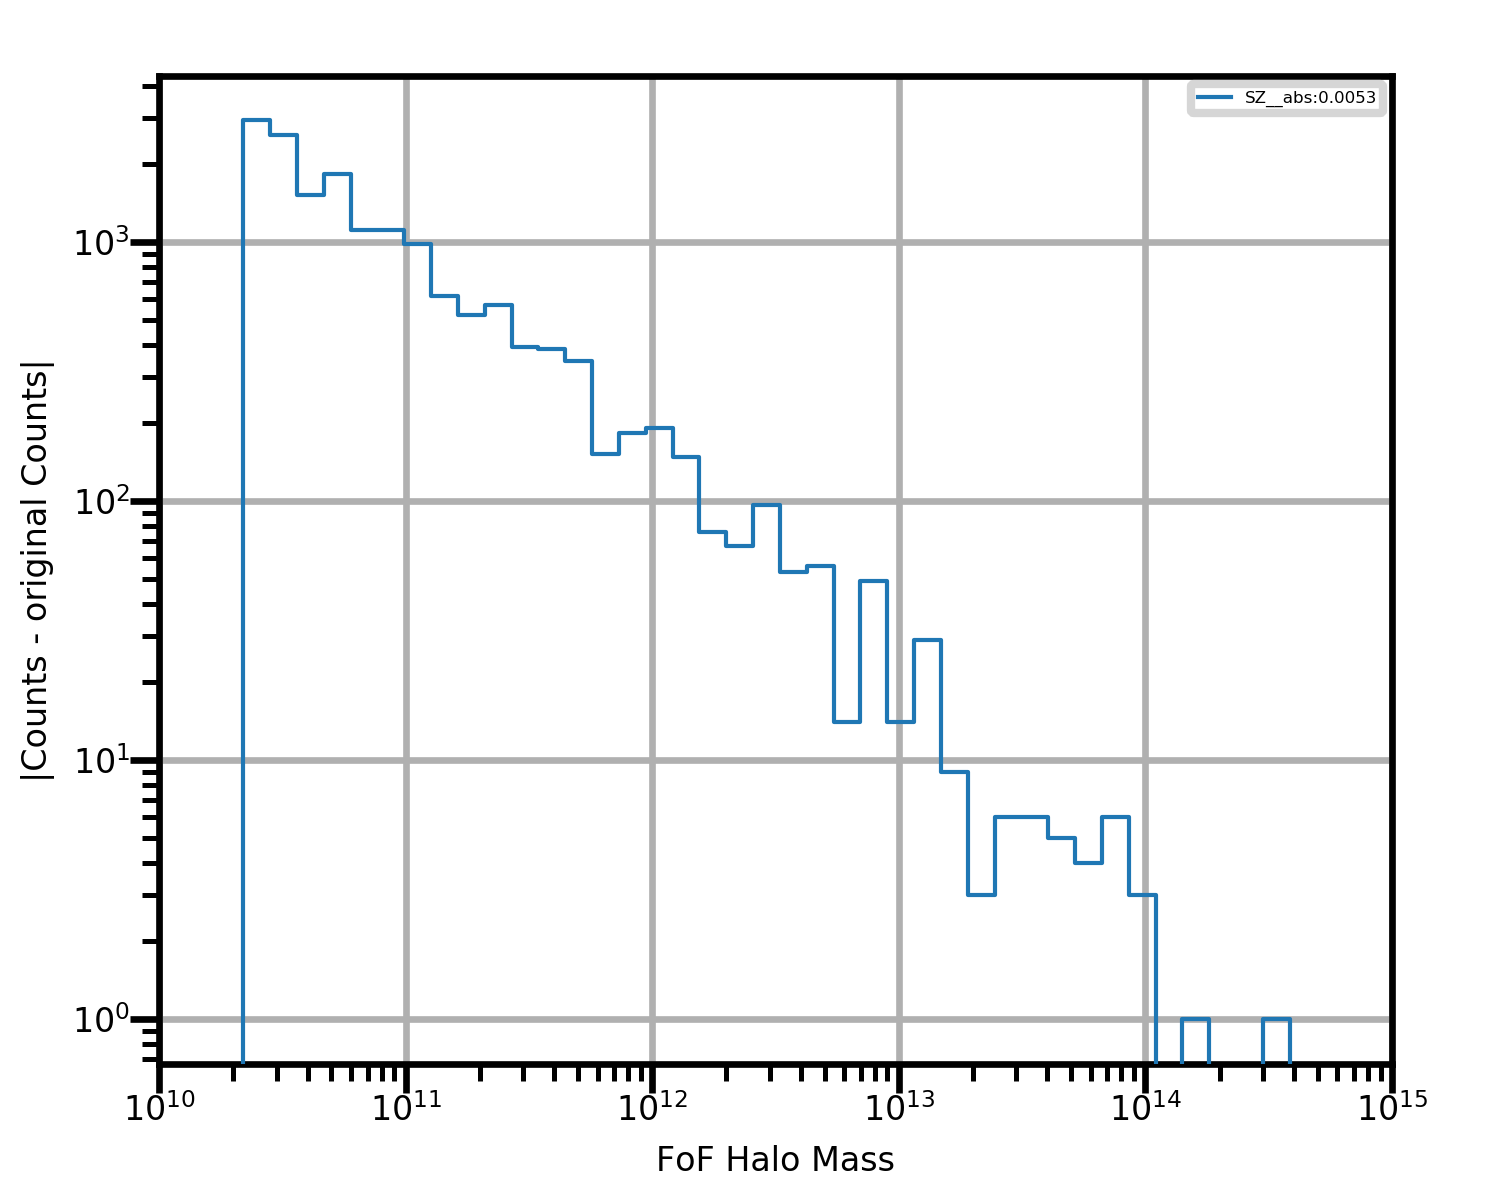 SZ__abs:0.0053
|Counts - original Counts|
10³
10²
10¹
10⁰
10¹⁰ 10¹¹ 10¹² 10¹³ 10¹⁴ 10¹⁵
FoF Halo Mass